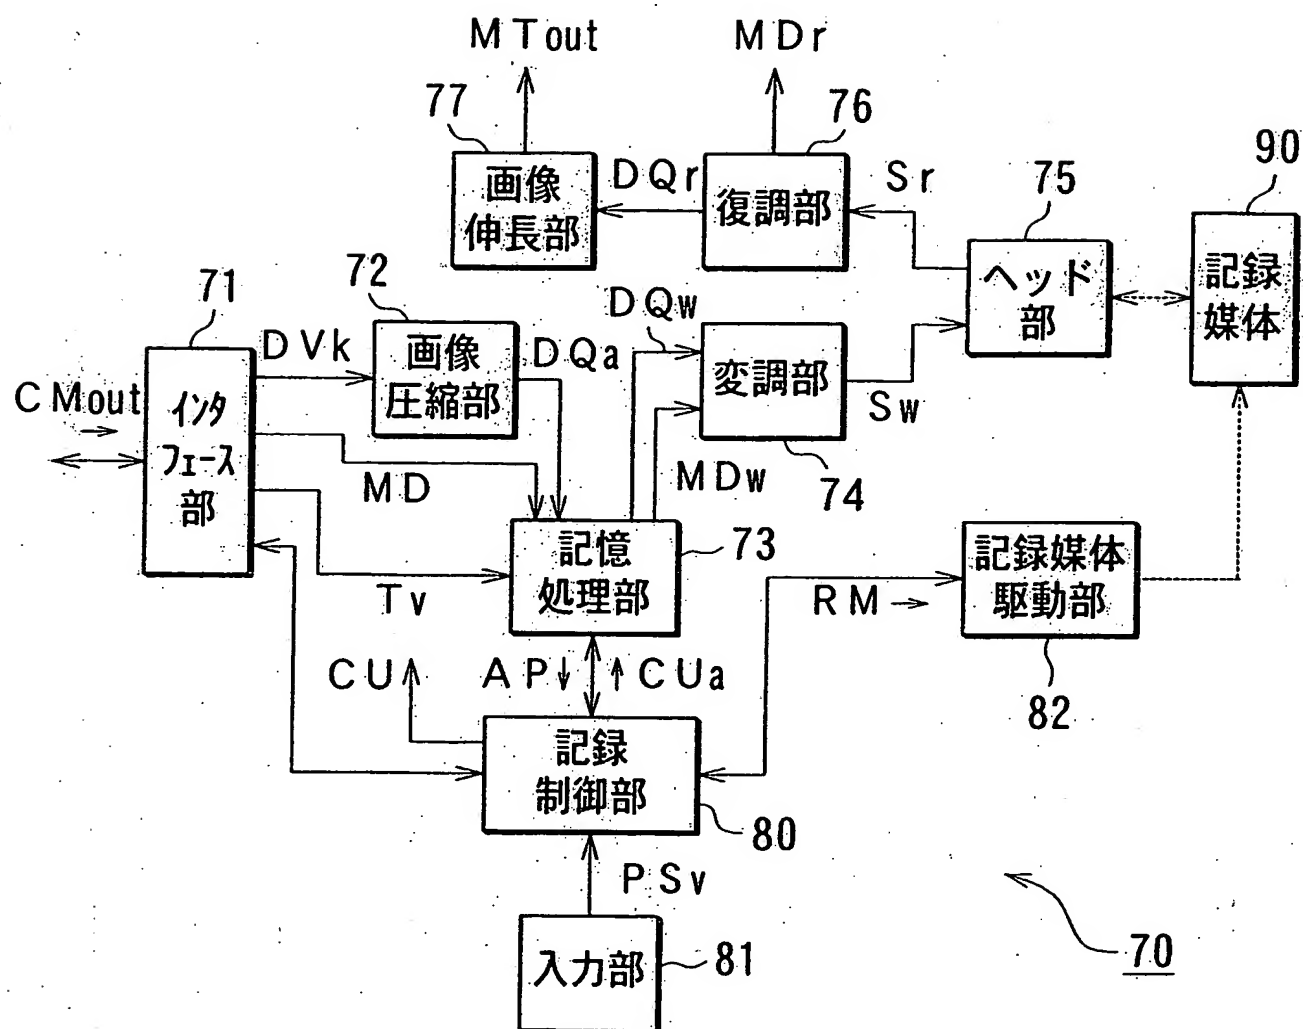 MTout
MDr
77
76
90
画像
伸長部
DQr
復調部
Sr
75
記録
媒体
ヘッド
部
71
72
DQw
DVk
画像
圧縮部
DQa
変調部
Sw
CMout
インタ
フェース
部
MD
MDw
74
記憶
処理部
73
Tv
RM
記録媒体
駆動部
82
CU
AP
CUa
記録
制御部
80
PSv
入力部
81
70